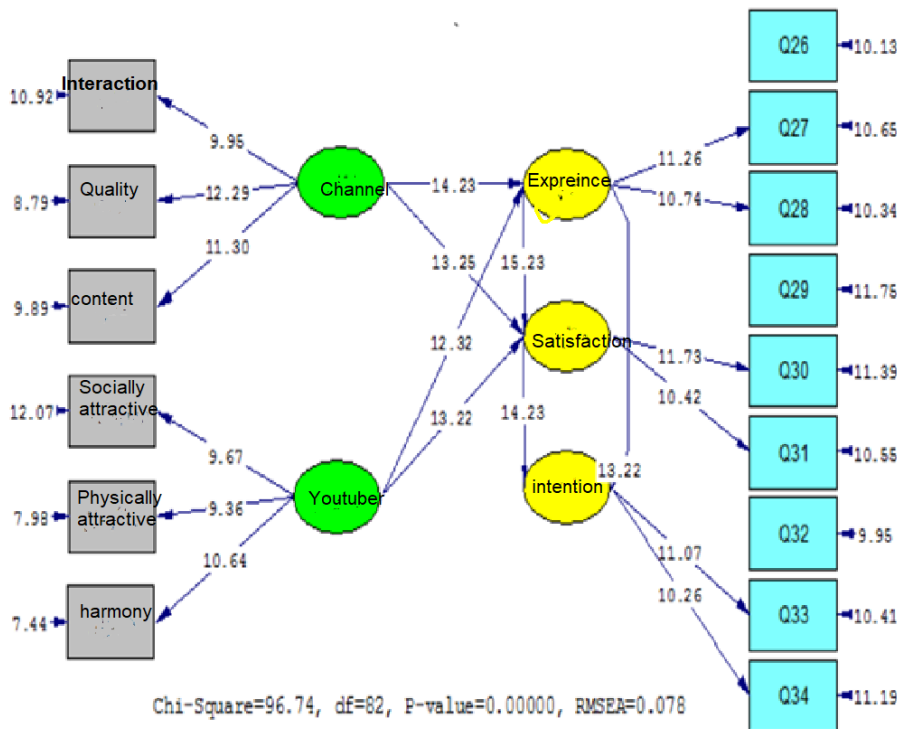 Interaction
10.92
9.95
Quality
8.79
12.29
11.30
content
9.89
Socially
attractive
12.07
9.67
Physically
attractive
7.98
9.36
10.64
harmony
7.44
Channel
Youtuber
14.23
13.25
12.32
13.22
Expreince
15.23
Satisfaction
14.23
intention
13.22
11.26
10.74
11.73
10.42
11.07
10.26
Q26
10.13
Q27
10.65
Q28
10.34
Q29
11.75
Q30
11.39
Q31
10.55
Q32
9.95
Q33
10.41
Q34
11.19
Chi-Square=96.74, df=82, P-value=0.00000, RMSEA=0.078